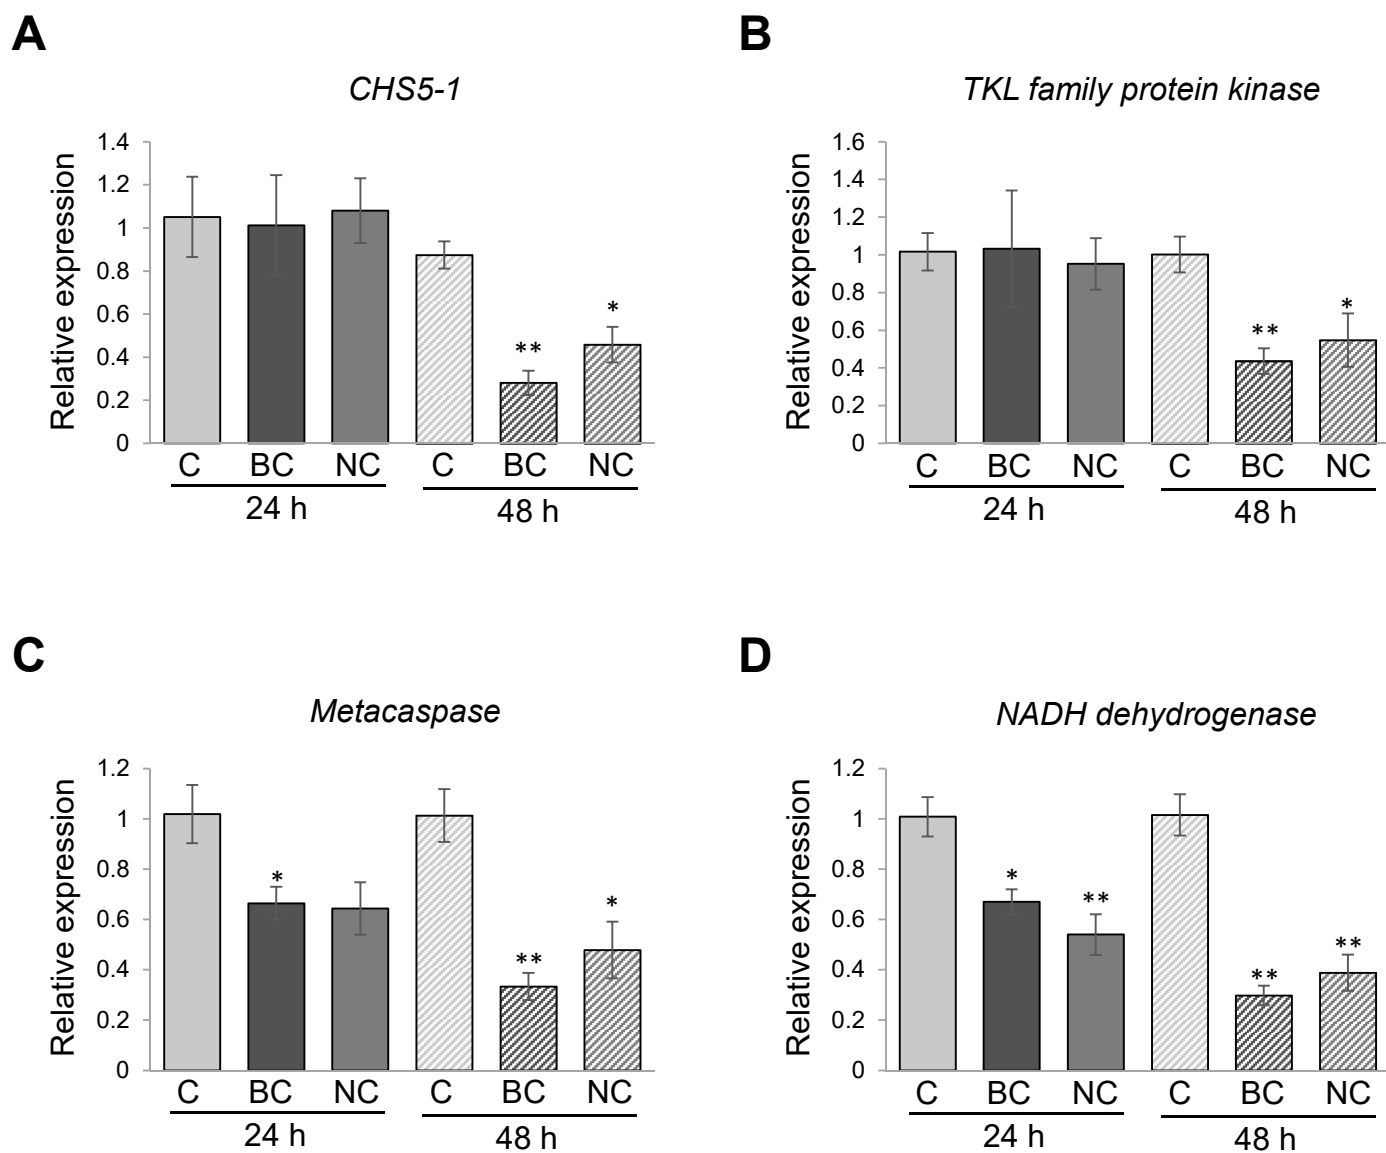 A
CHS5-1
Relative expression
1.4
1.2
1
0.8
0.6
0.4
0.2
0
** *
C BC NC C BC NC
24 h 48 h
B
TKL family protein kinase
Relative expression
1.6
1.4
1.2
1
0.8
0.6
0.4
0.2
0
** *
C BC NC C BC NC
24 h 48 h
C
Metacaspase
Relative expression
1.2
1
0.8
0.6
0.4
0.2
0
* ** *
C BC NC C BC NC
24 h 48 h
D
NADH dehydrogenase
Relative expression
1.2
1
0.8
0.6
0.4
0.2
0
* ** ** **
C BC NC C BC NC
24 h 48 h